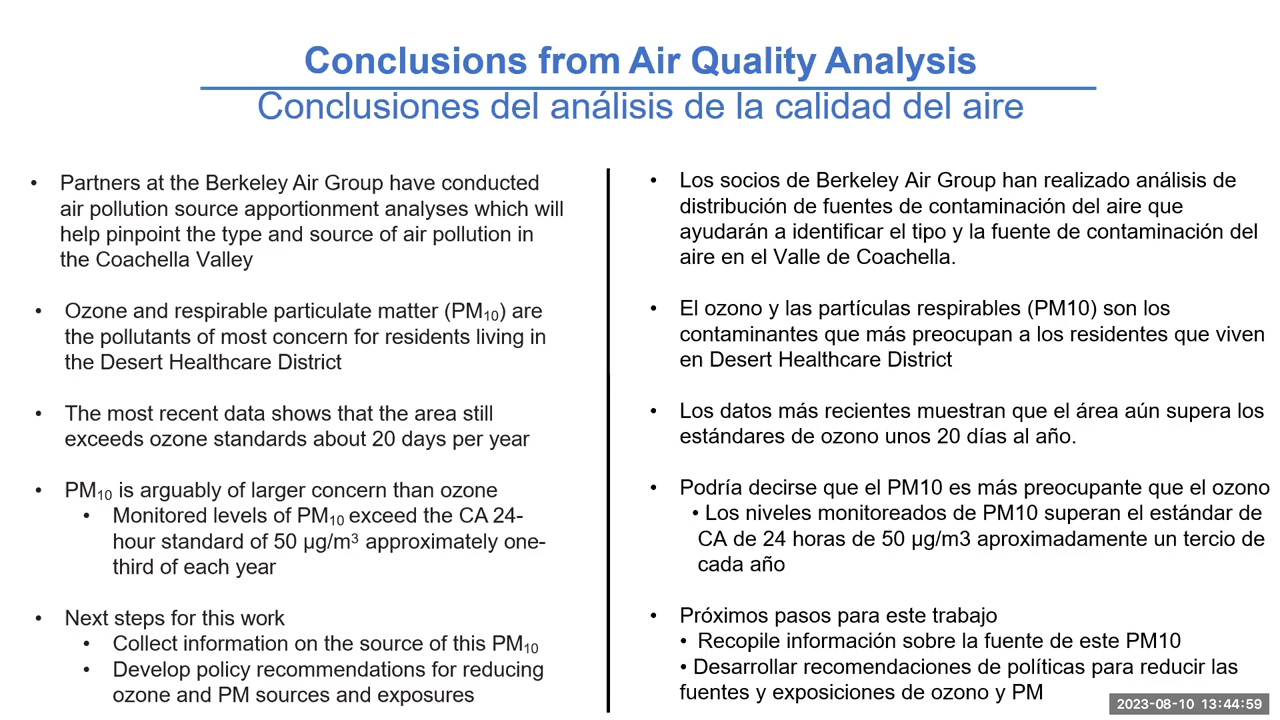 Conclusions from Air Quality Analysis
Conclusiones del análisis de la calidad del aire
• Partners at the Berkeley Air Group have conducted
air pollution source apportionment analyses which will
help pinpoint the type and source of air pollution in
the Coachella Valley
• Ozone and respirable particulate matter (PM₁₀) are
the pollutants of most concern for residents living in
the Desert Healthcare District
• The most recent data shows that the area still
exceeds ozone standards about 20 days per year
• PM₁₀ is arguably of larger concern than ozone
• Monitored levels of PM₁₀ exceed the CA 24-
hour standard of 50 µg/m³ approximately one-
third of each year
• Next steps for this work
• Collect information on the source of this PM₁₀
• Develop policy recommendations for reducing
ozone and PM sources and exposures
• Los socios de Berkeley Air Group han realizado análisis de
distribución de fuentes de contaminación del aire que
ayudarán a identificar el tipo y la fuente de contaminación del
aire en el Valle de Coachella.
• El ozono y las partículas respirables (PM10) son los
contaminantes que más preocupan a los residentes que viven
en Desert Healthcare District
• Los datos más recientes muestran que el área aún supera los
estándares de ozono unos 20 días al año.
• Podría decirse que el PM10 es más preocupante que el ozono
• Los niveles monitoreados de PM10 superan el estándar de
CA de 24 horas de 50 µg/m3 aproximadamente un tercio de
cada año
• Próximos pasos para este trabajo
• Recopile información sobre la fuente de este PM10
• Desarrollar recomendaciones de políticas para reducir las
fuentes y exposiciones de ozono y PM
2023-08-10 13:44:59